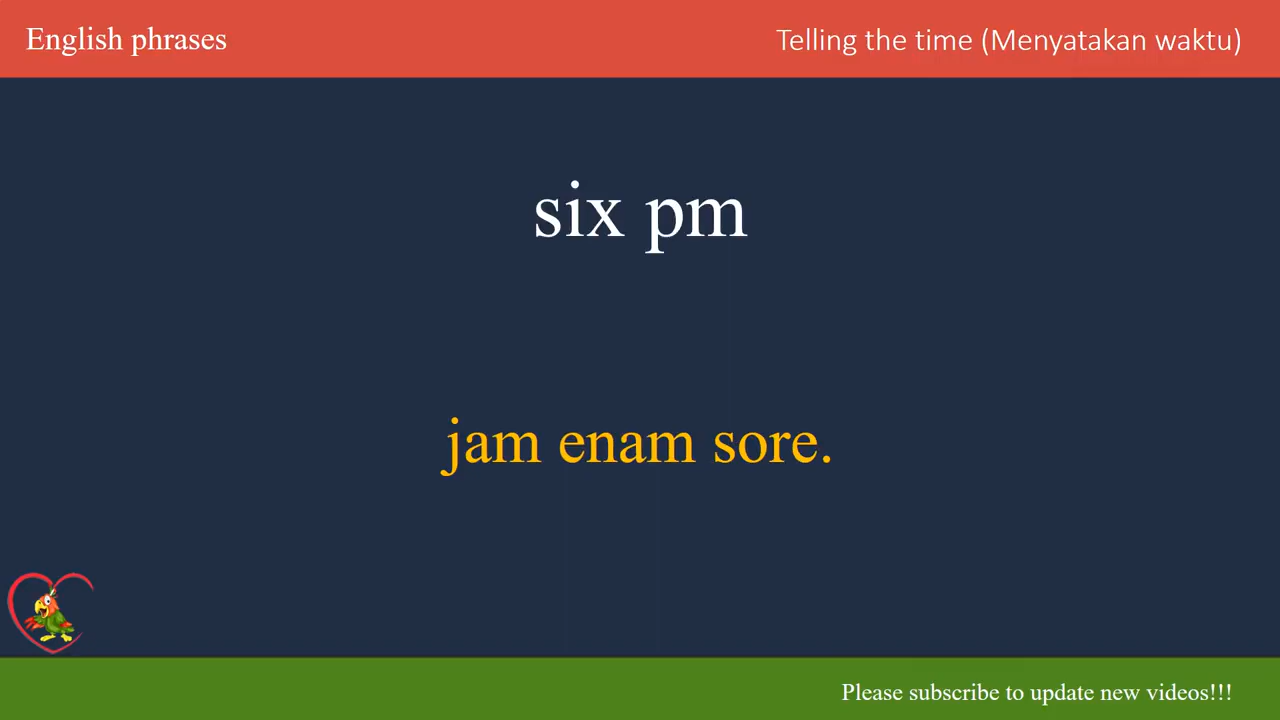 English phrases
Telling the time (Menyatakan waktu)
six pm
jam enam sore.
Please subscribe to update new videos!!!